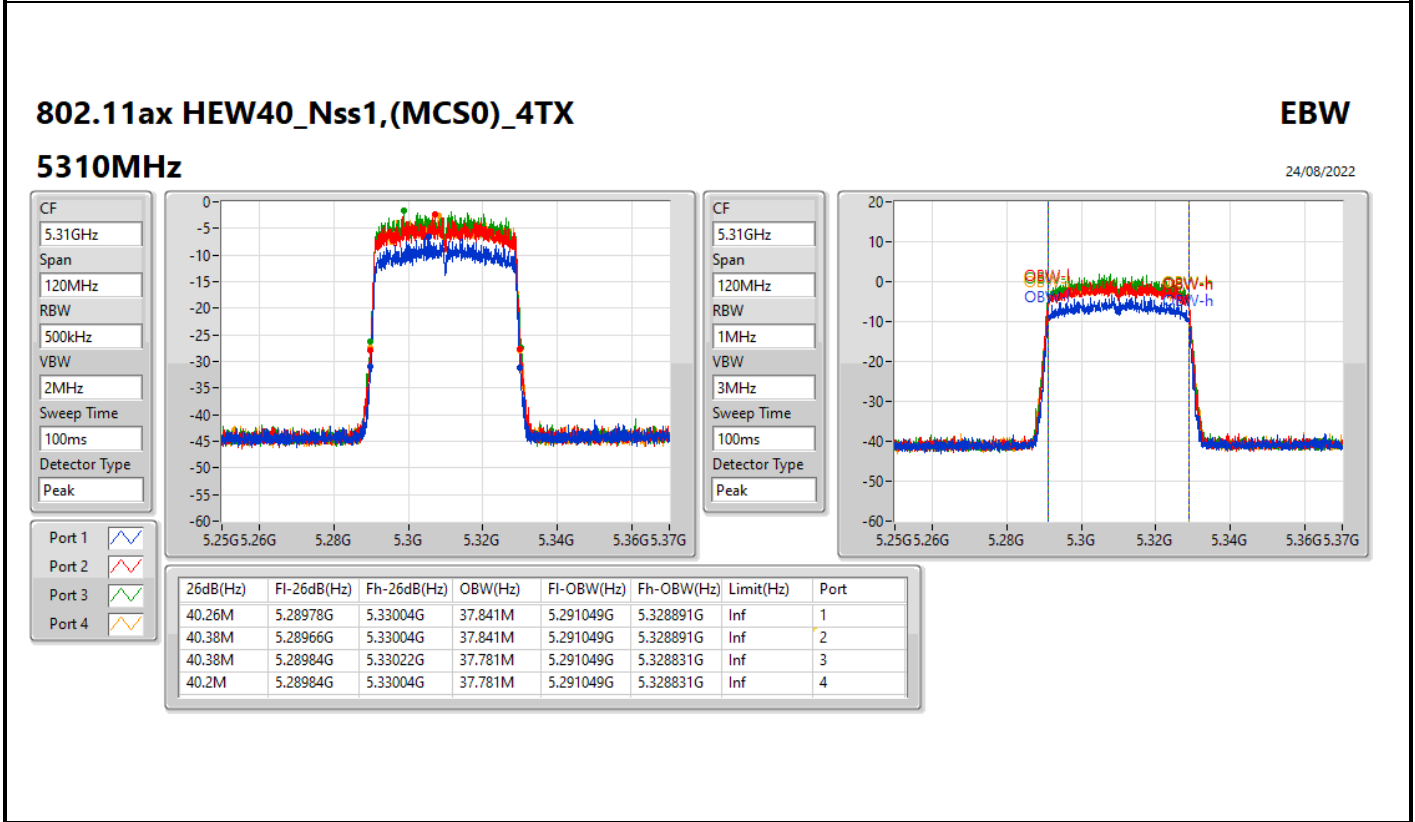 802.11ax HEW40_Nss1,(MCS0)_4TX
EBW
5310MHz
24/08/2022
CF
5.31GHz
Span
120MHz
RBW
500kHz
VBW
2MHz
Sweep Time
100ms
Detector Type
Peak
0
-5
-10
-15
-20
-25
-30
-35
-40
-45
-50
-55
-60
5.25G 5.26G 5.28G 5.3G 5.32G 5.34G 5.36G 5.37G
CF
5.31GHz
Span
120MHz
RBW
1MHz
VBW
3MHz
Sweep Time
100ms
Detector Type
Peak
20
10
0
-10
-20
-30
-40
-50
-60
OBW-l
OBW-h
5.25G 5.26G 5.28G 5.3G 5.32G 5.34G 5.36G 5.37G
Port 1
Port 2
Port 3
Port 4
26dB(Hz) Fl-26dB(Hz) Fh-26dB(Hz) OBW(Hz) Fl-OBW(Hz) Fh-OBW(Hz) Limit(Hz) Port
40.26M 5.28978G 5.33004G 37.841M 5.291049G 5.328891G Inf 1
40.38M 5.28966G 5.33004G 37.841M 5.291049G 5.328891G Inf 2
40.38M 5.28984G 5.33022G 37.781M 5.291049G 5.328831G Inf 3
40.2M 5.28984G 5.33004G 37.781M 5.291049G 5.328831G Inf 4